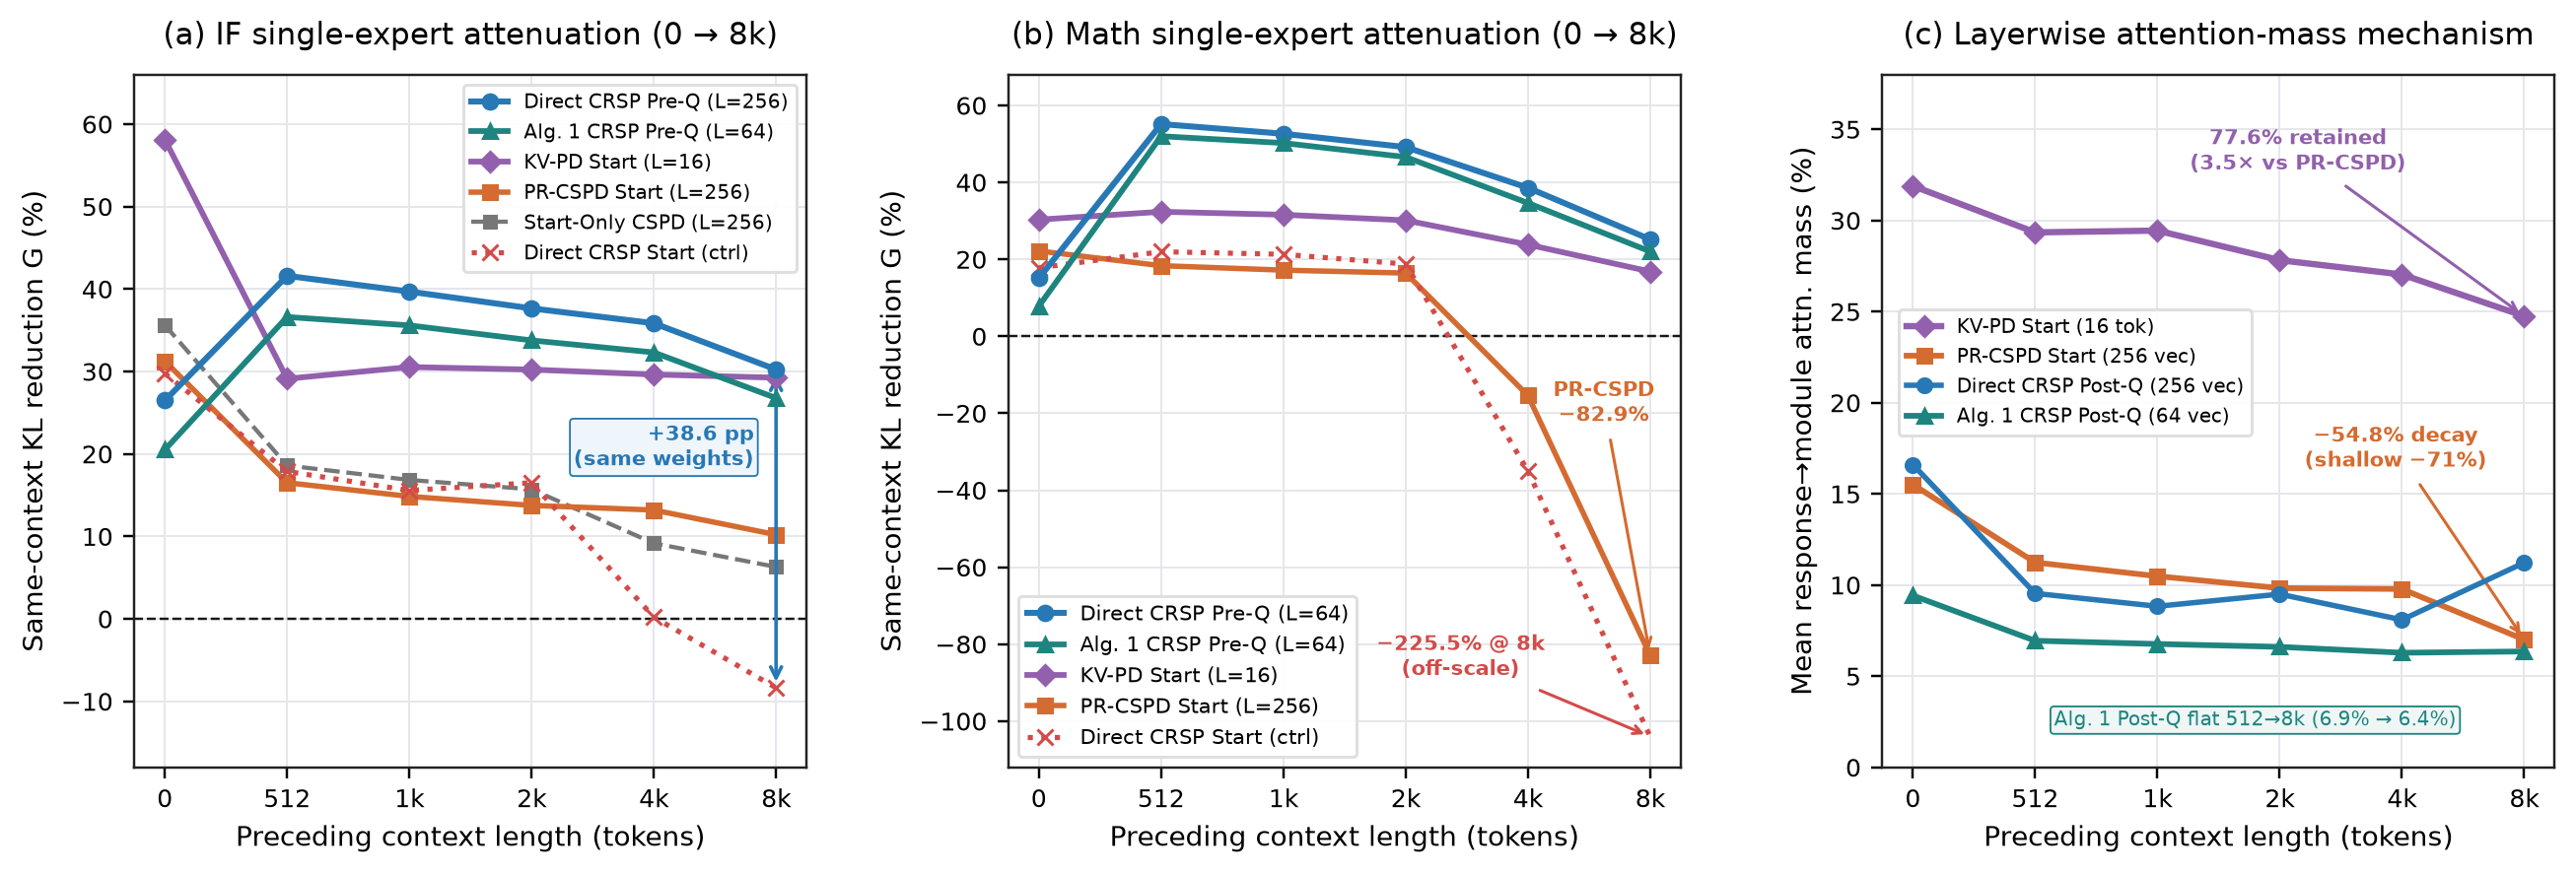 (a) IF single-expert attenuation (0 → 8k)
Same-context KL reduction G (%)
60
50
40
30
20
10
0
−10
Direct CRSP Pre-Q (L=256)
Alg. 1 CRSP Pre-Q (L=64)
KV-PD Start (L=16)
PR-CSPD Start (L=256)
Start-Only CSPD (L=256)
Direct CRSP Start (ctrl)
+38.6 pp
(same weights)
0
512
1k
2k
4k
8k
Preceding context length (tokens)
(b) Math single-expert attenuation (0 → 8k)
Same-context KL reduction G (%)
60
40
20
0
−20
−40
−60
−80
−100
PR-CSPD
−82.9%
−225.5% @ 8k
(off-scale)
Direct CRSP Pre-Q (L=64)
Alg. 1 CRSP Pre-Q (L=64)
KV-PD Start (L=16)
PR-CSPD Start (L=256)
Direct CRSP Start (ctrl)
0
512
1k
2k
4k
8k
Preceding context length (tokens)
(c) Layerwise attention-mass mechanism
Mean response→module attn. mass (%)
35
30
25
20
15
10
5
0
77.6% retained
(3.5× vs PR-CSPD)
KV-PD Start (16 tok)
PR-CSPD Start (256 vec)
Direct CRSP Post-Q (256 vec)
Alg. 1 CRSP Post-Q (64 vec)
−54.8% decay
(shallow −71%)
Alg. 1 Post-Q flat 512→8k (6.9% → 6.4%)
0
512
1k
2k
4k
8k
Preceding context length (tokens)